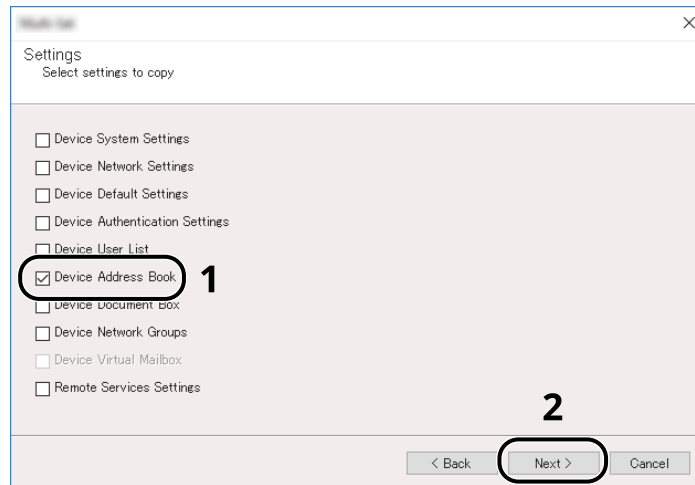 Settings
Select settings to copy
Device System Settings
Device Network Settings
Device Default Settings
Device Authentication Settings
Device User List
Device Address Book 1
Device Document Box
Device Network Groups
Device Virtual Mailbox
Remote Services Settings
2
< Back Next > Cancel